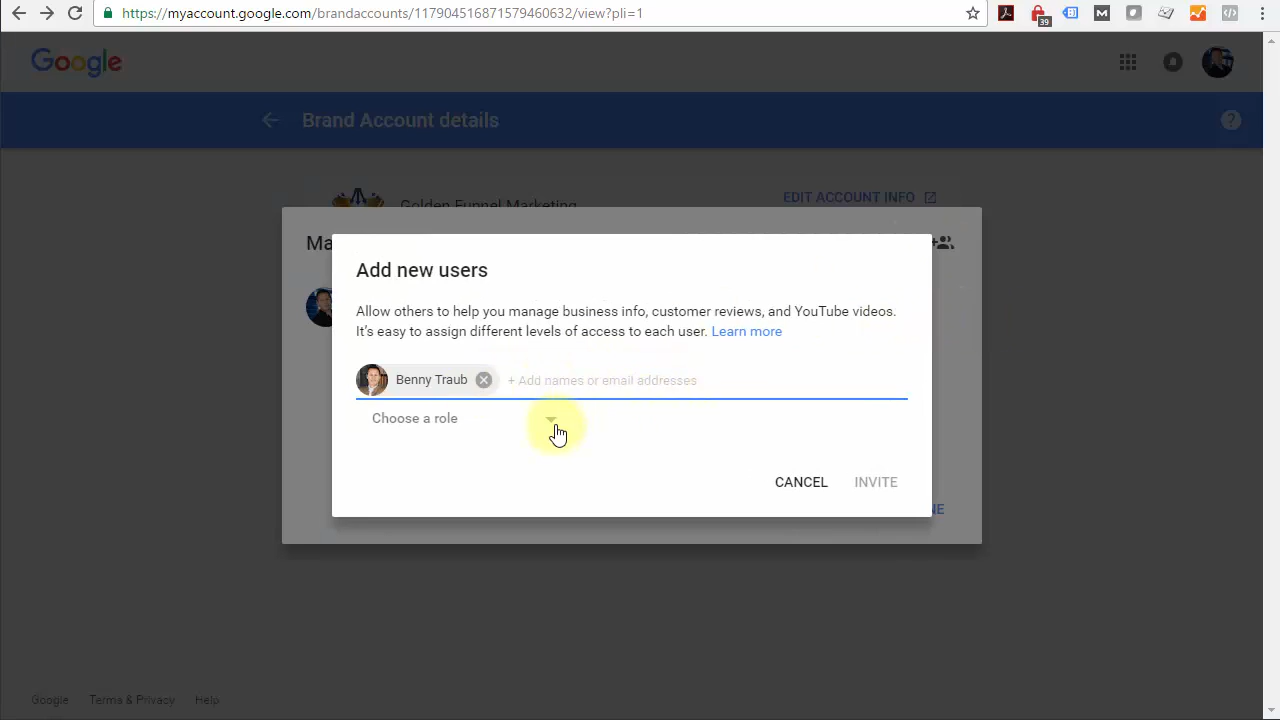 https://myaccount.google.com/brandaccounts/117904516871579460632/view?pli=1
39
Google
Brand Account details
?
Golden Funnel Marketing
EDIT ACCOUNT INFO
Ma
Add new users
Allow others to help you manage business info, customer reviews, and YouTube videos.
It's easy to assign different levels of access to each user. Learn more
Benny Traub
+ Add names or email addresses
Choose a role
CANCEL
INVITE
NE
Google
Terms & Privacy
Help